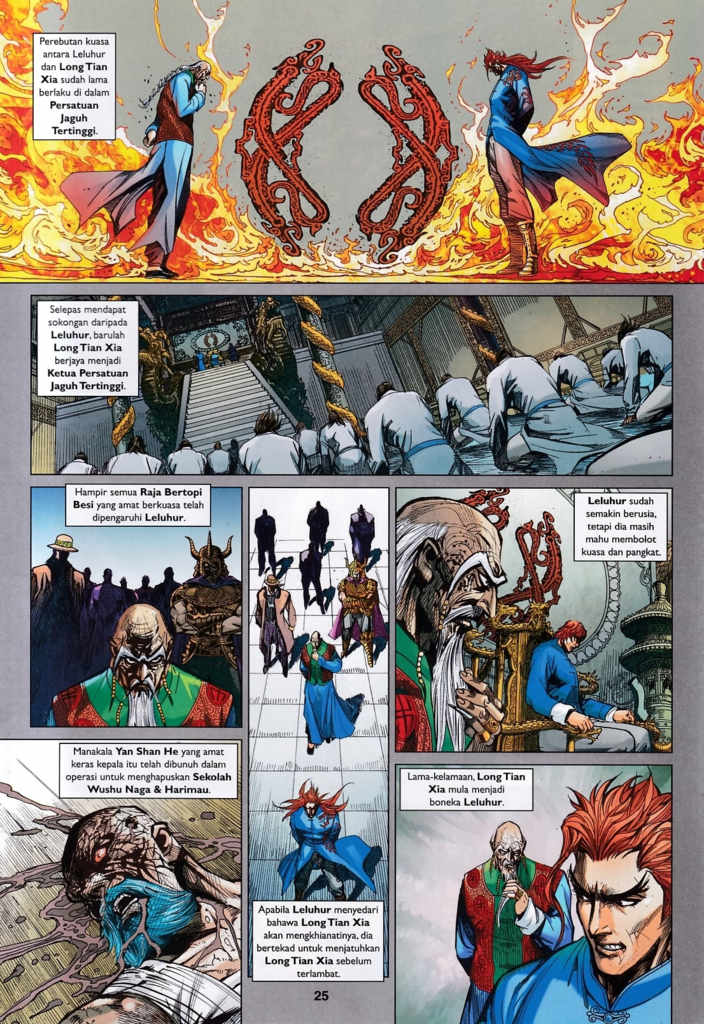 Perebutan kuasa
antara Leluhur
dan Long Tian
Xia sudah lama
berlaku di dalam
Persatuan
Jaguh
Tertinggi.
Selepas mendapat
sokongan daripada
Leluhur, barulah
Long Tian Xia
berjaya menjadi
Ketua Persatuan
Jaguh Tertinggi.
Hampir semua Raja Bertopi
Besi yang amat berkuasa telah
dipengaruhi Leluhur.
Leluhur sudah
semakin berusia,
tetapi dia masih
mahu membolot
kuasa dan pangkat.
Manakala Yan Shan He yang amat
keras kepala itu telah dibunuh dalam
operasi untuk menghapuskan Sekolah
Wushu Naga & Harimau.
Apabila Leluhur menyedari
bahawa Long Tian Xia
akan mengkhianatinya, dia
bertekad untuk menjatuhkan
Long Tian Xia sebelum
terlambat.
Lama-kelamaan, Long Tian
Xia mula menjadi
boneka Leluhur.
25